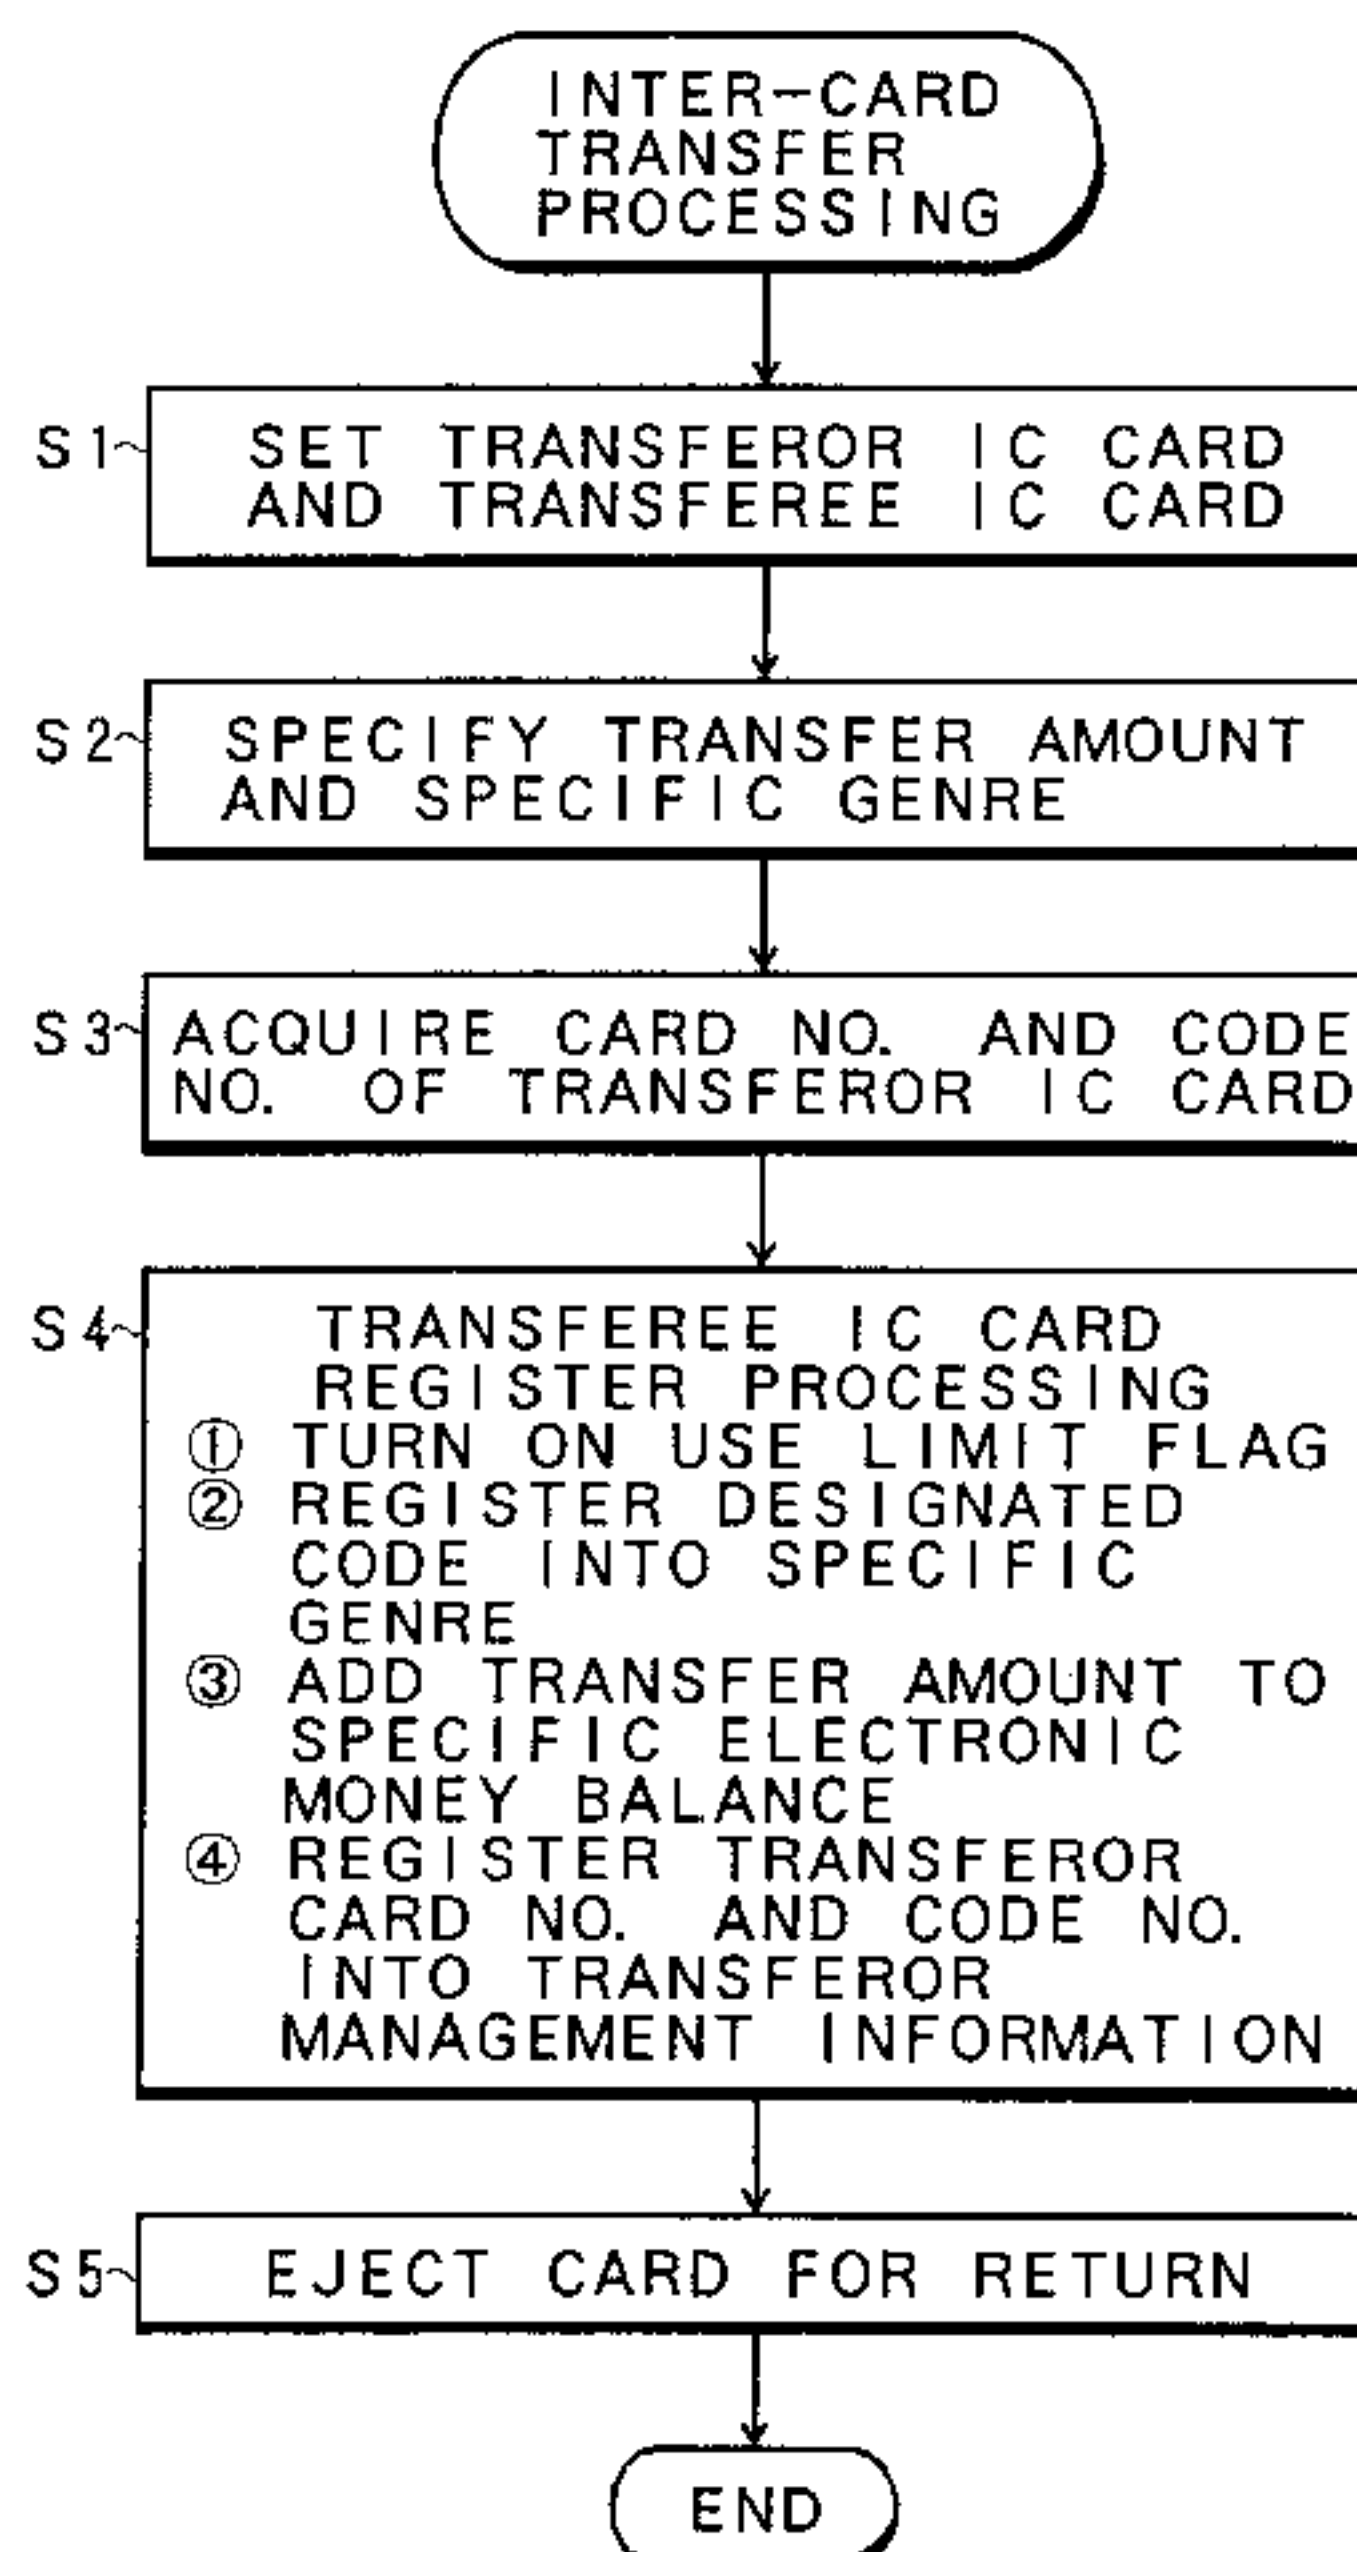 INTER-CARD
TRANSFER
PROCESSING
S1 SET TRANSFEROR IC CARD
AND TRANSFEREE IC CARD
S2 SPECIFY TRANSFER AMOUNT
AND SPECIFIC GENRE
S3 ACQUIRE CARD NO. AND CODE
NO. OF TRANSFEROR IC CARD
S4 TRANSFEREE IC CARD
REGISTER PROCESSING
① TURN ON USE LIMIT FLAG
② REGISTER DESIGNATED
CODE INTO SPECIFIC
GENRE
③ ADD TRANSFER AMOUNT TO
SPECIFIC ELECTRONIC
MONEY BALANCE
④ REGISTER TRANSFEROR
CARD NO. AND CODE NO.
INTO TRANSFEROR
MANAGEMENT INFORMATION
S5 EJECT CARD FOR RETURN
END